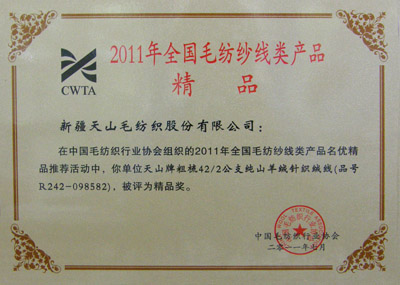 2011年全国毛纺纱线类产品
精品
CWTA
新疆天山毛纺织股份有限公司：
在中国毛纺织行业协会组织的2011年全国毛纺纱线类产品名优精
品推荐活动中，你单位天山牌粗梳42/2公支纯山羊绒针织绒线(品号
R.242-098582)，被评为精品奖。
中国毛纺织行业协会
二〇一一年七月